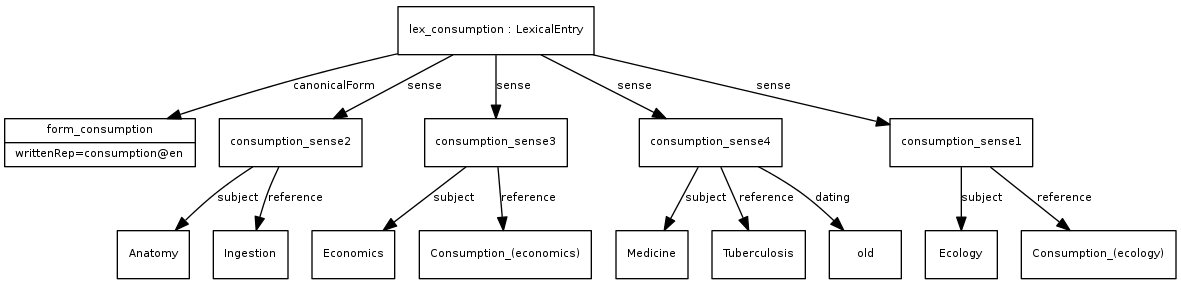 lex_consumption : LexicalEntry
canonicalForm
sense
sense
sense
sense
form_consumption
writtenRep=consumption@en
consumption_sense2
consumption_sense3
consumption_sense4
consumption_sense1
subject
reference
subject
reference
subject
reference
dating
subject
reference
Anatomy
Ingestion
Economics
Consumption_(economics)
Medicine
Tuberculosis
old
Ecology
Consumption_(ecology)